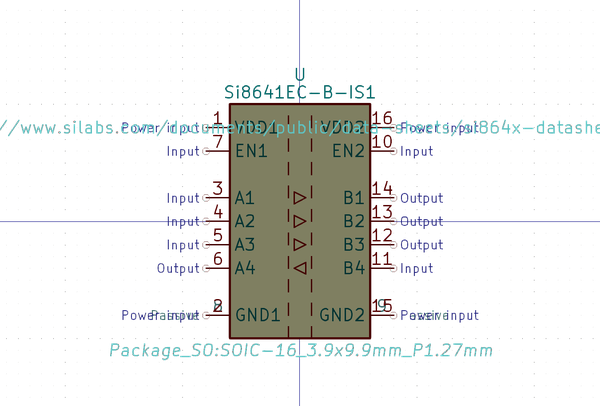 U
Si8641EC-B-IS1
//www.silabs.com/documents/public/data-sheets/si864x-datashe
Power input 1 VDD1 VDD2 16 Power input
Input 7 EN1 EN2 10 Input
Input 3 A1 B1 14 Output
Input 4 A2 B2 13 Output
Input 5 A3 B3 12 Output
Output 6 A4 B4 11 Input
Power input 2 GND1 GND2 15 Power input
Passive 8 9 Passive
Package_SO:SOIC-16_3.9x9.9mm_P1.27mm